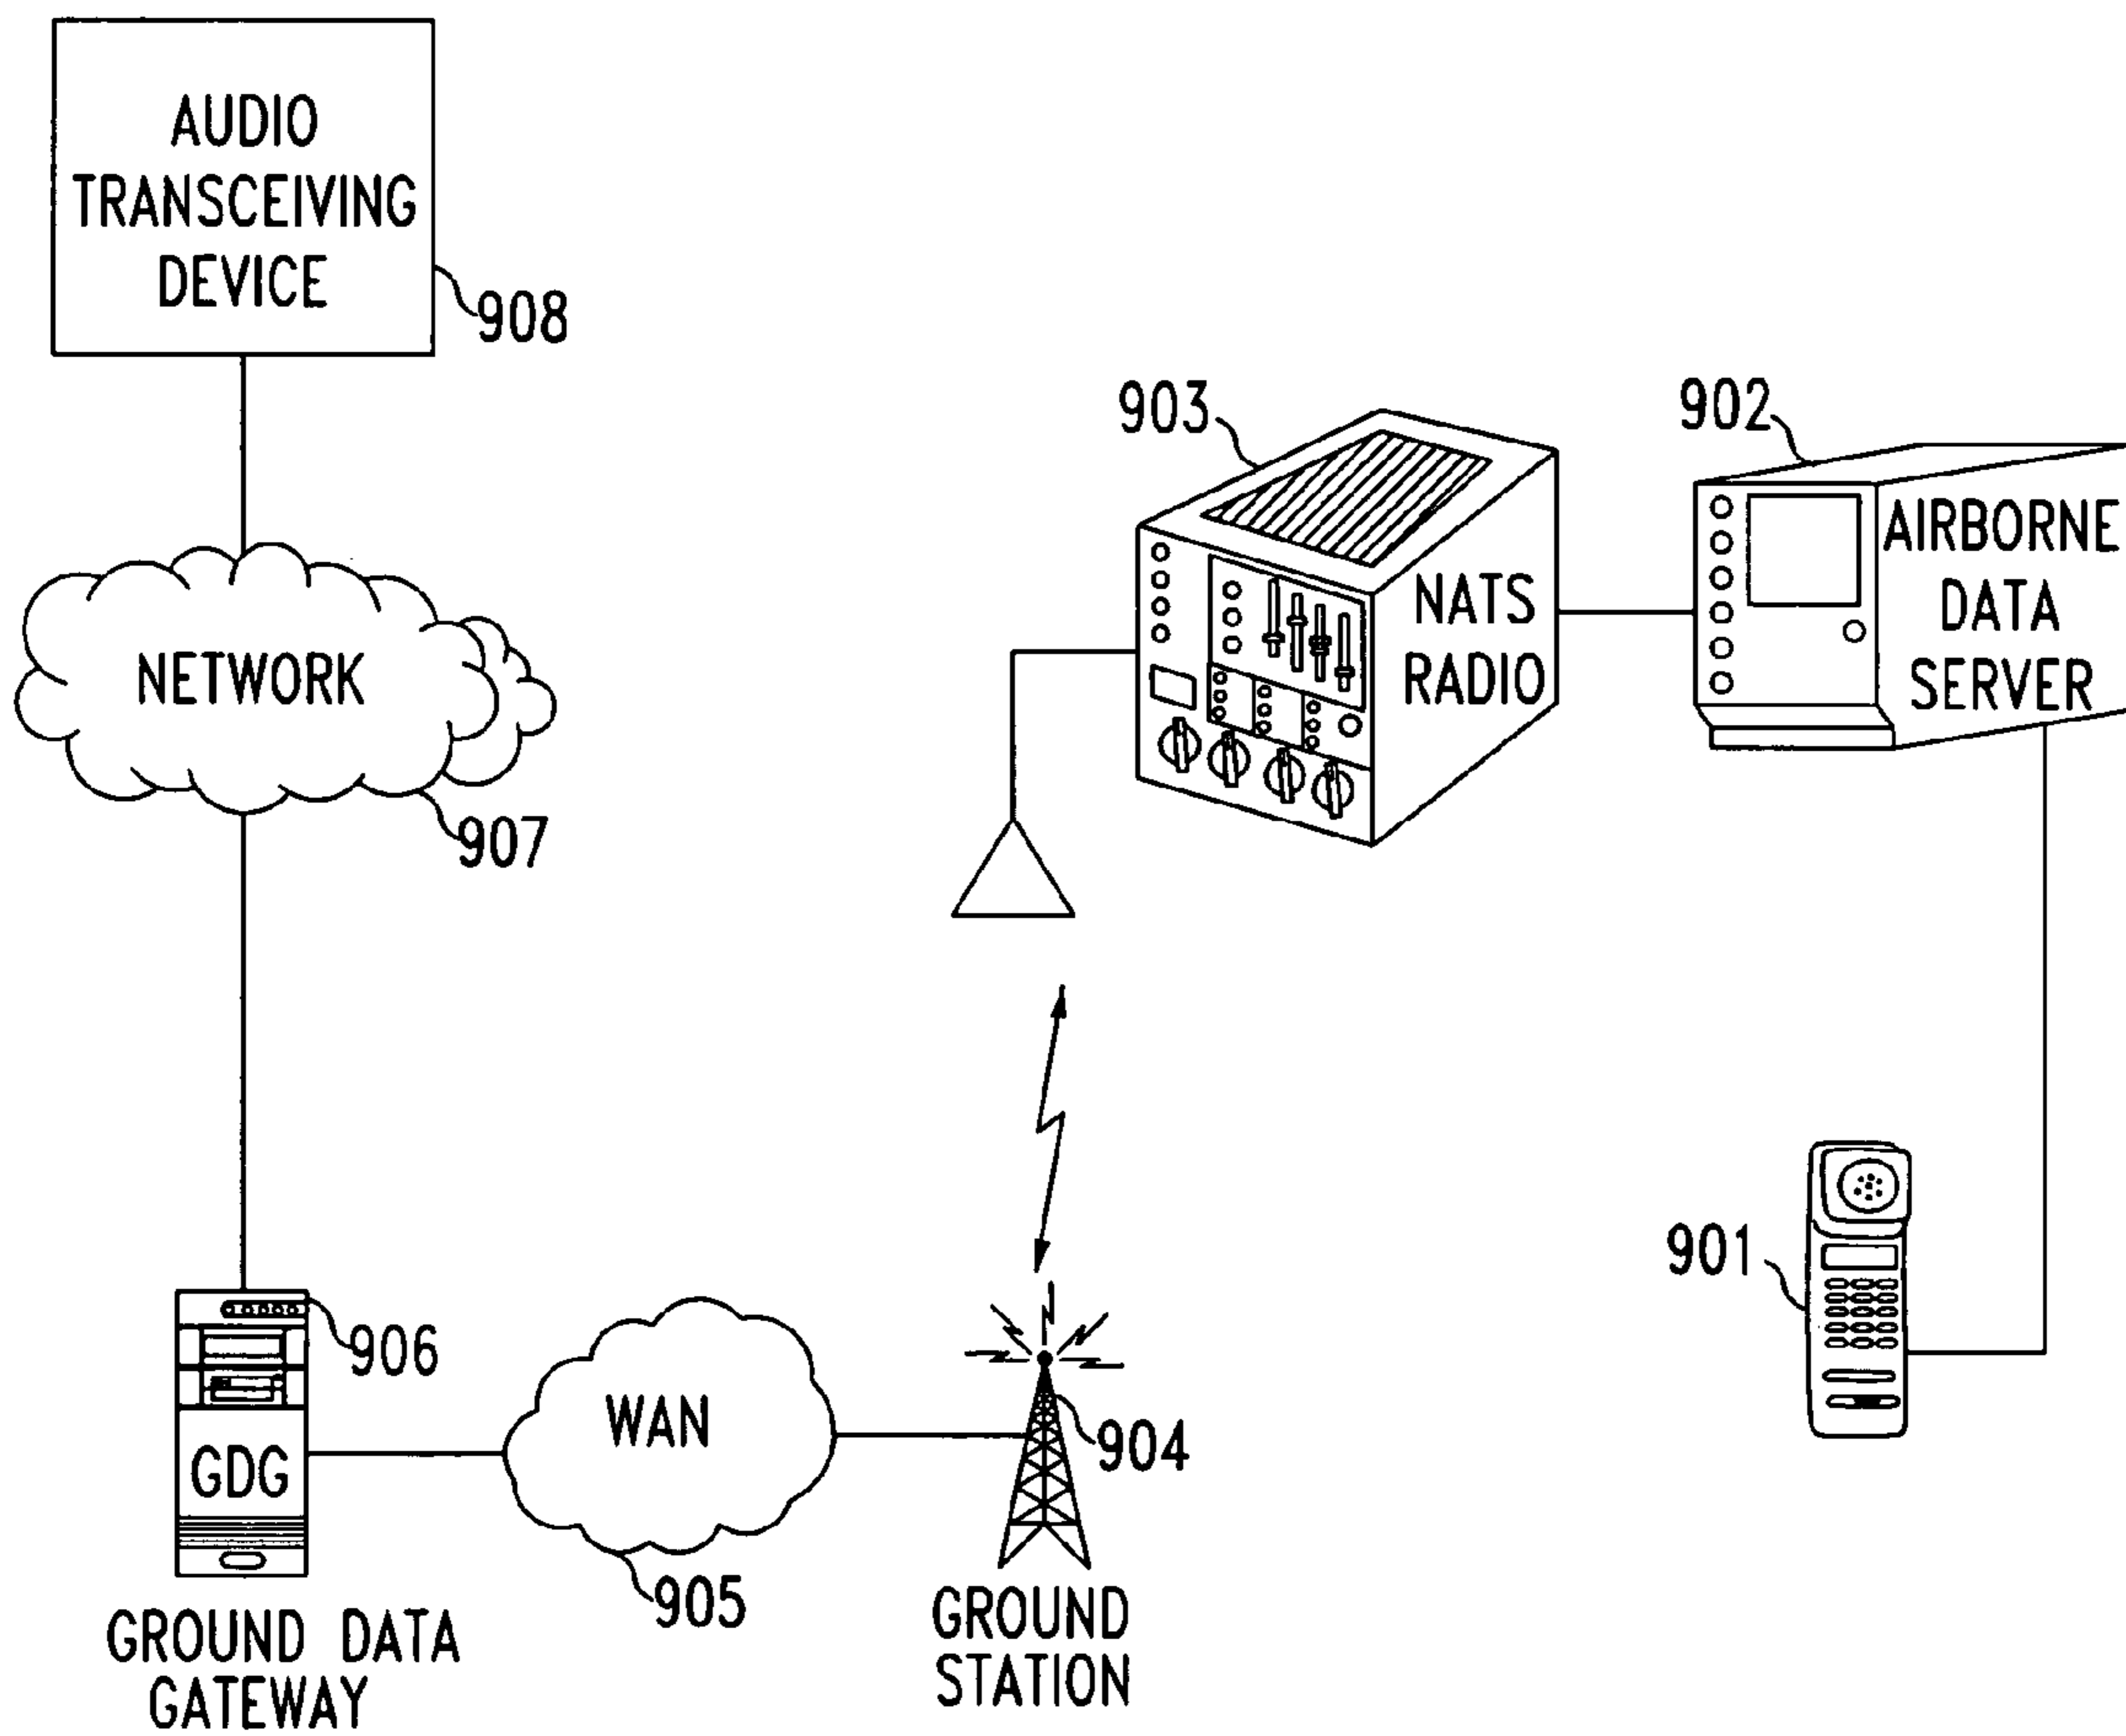 AUDIO
TRANSCEIVING
DEVICE
908
903
902
NATS
RADIO
AIRBORNE
DATA
SERVER
NETWORK
907
901
906
WAN
904
GDG
905
GROUND DATA
GATEWAY
GROUND
STATION